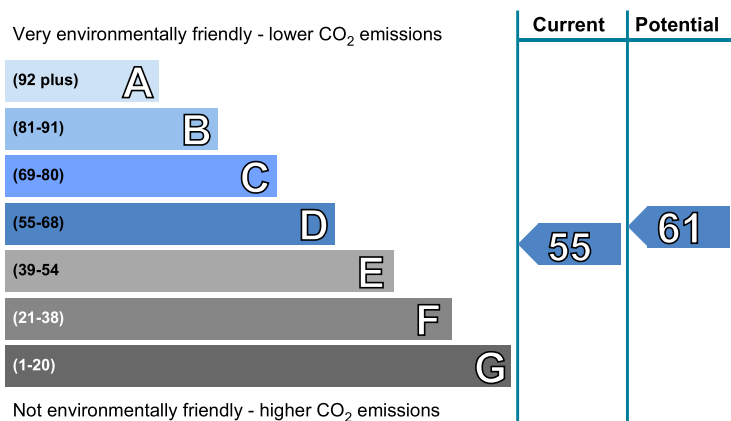 Current Potential
Very environmentally friendly - lower CO2 emissions
(92 plus) A
(81-91) B
(69-80) C
(55-68) D
55 61
(39-54 E
(21-38) F
(1-20) G
Not environmentally friendly - higher CO2 emissions